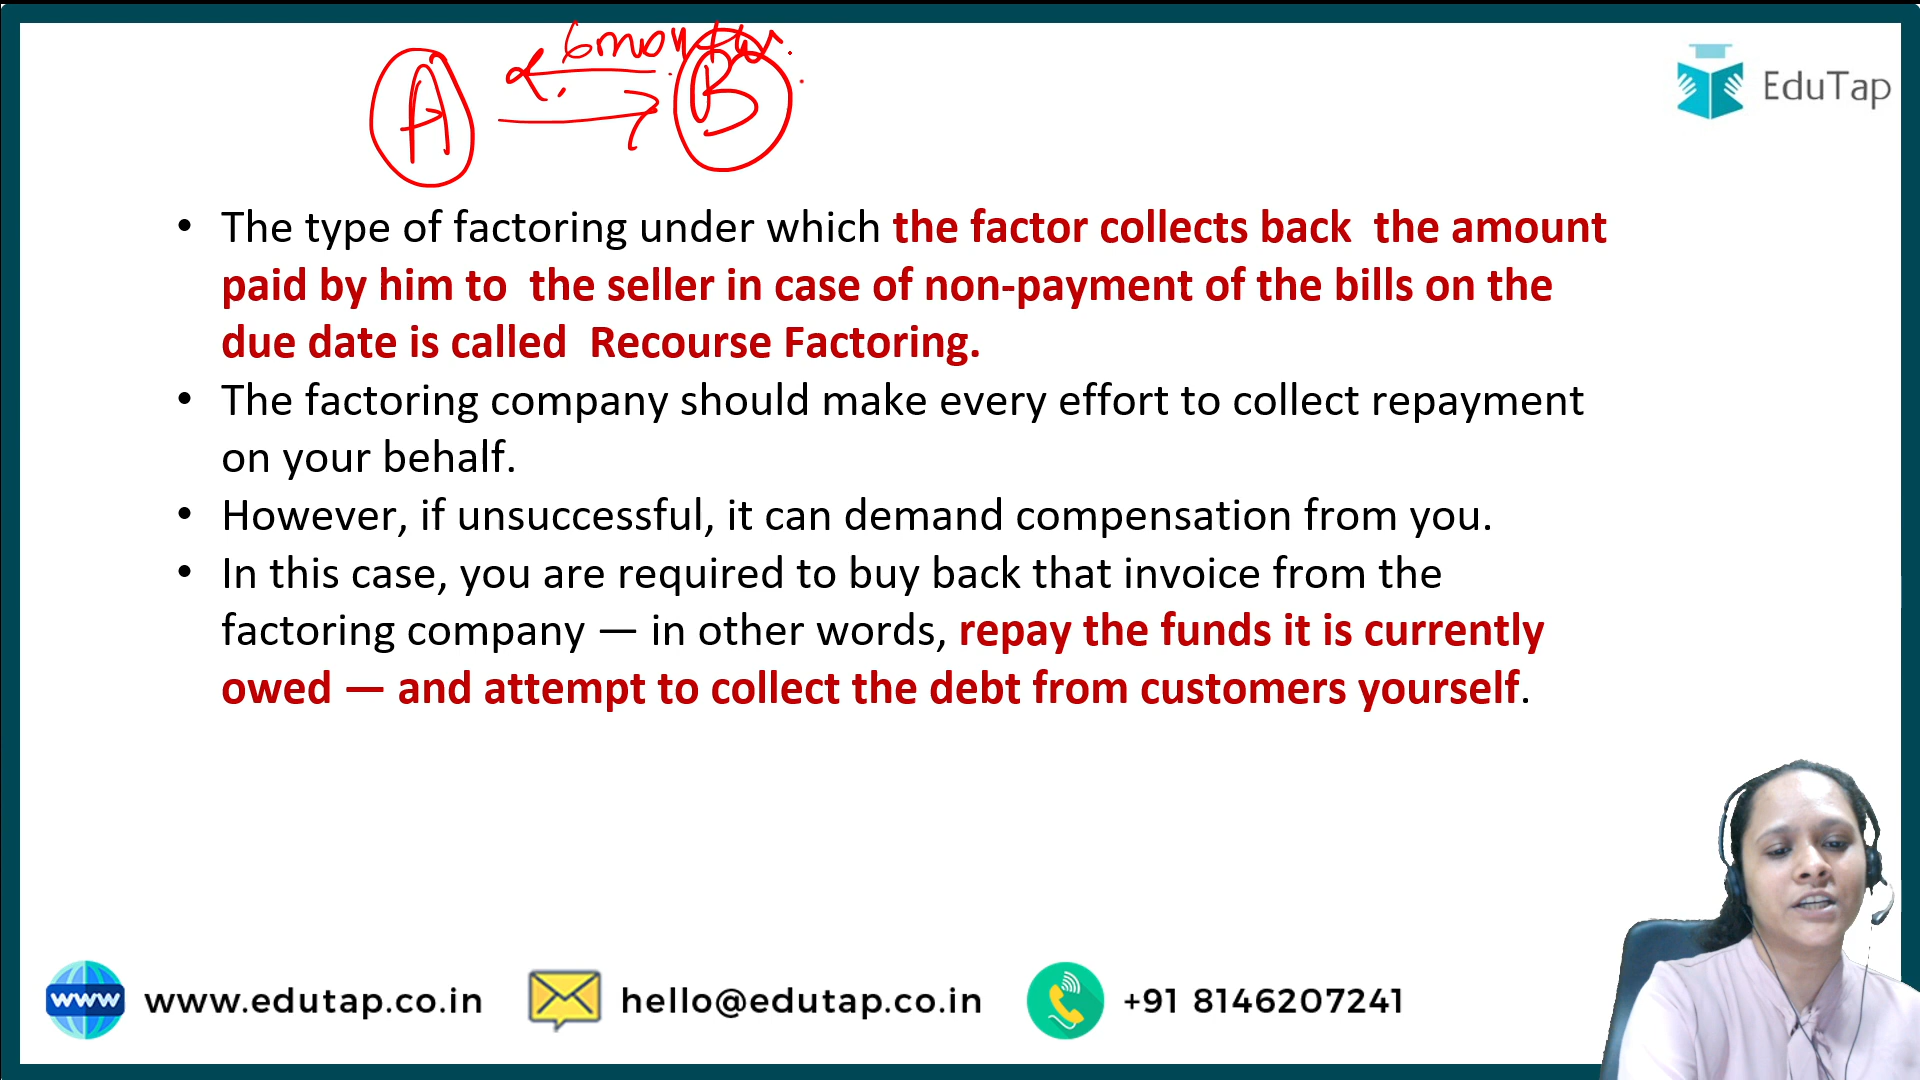 6 months.
A
B
EduTap
• The type of factoring under which the factor collects back the amount
paid by him to the seller in case of non-payment of the bills on the
due date is called Recourse Factoring.
• The factoring company should make every effort to collect repayment
on your behalf.
• However, if unsuccessful, it can demand compensation from you.
• In this case, you are required to buy back that invoice from the
factoring company — in other words, repay the funds it is currently
owed — and attempt to collect the debt from customers yourself.
www www.edutap.co.in
hello@edutap.co.in
+91 8146207241